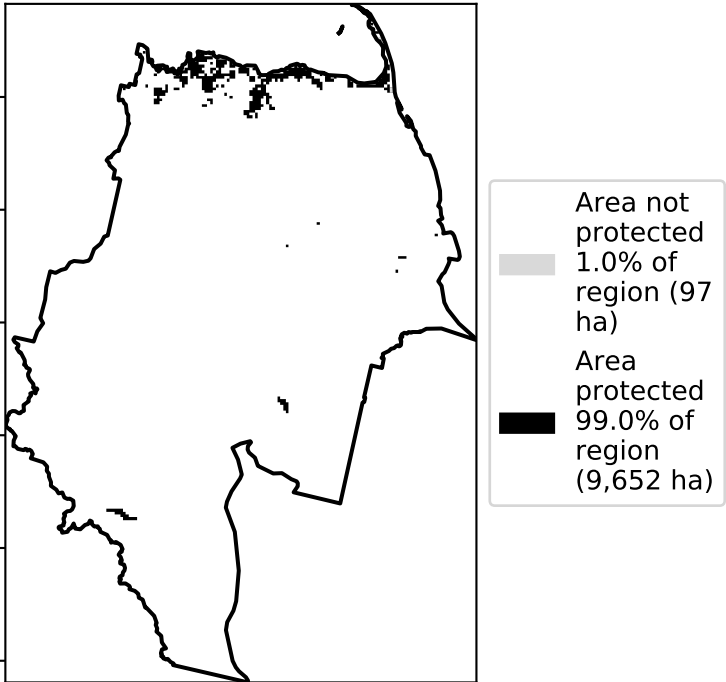 Area not
protected
1.0% of
region (97
ha)
Area
protected
99.0% of
region
(9,652 ha)